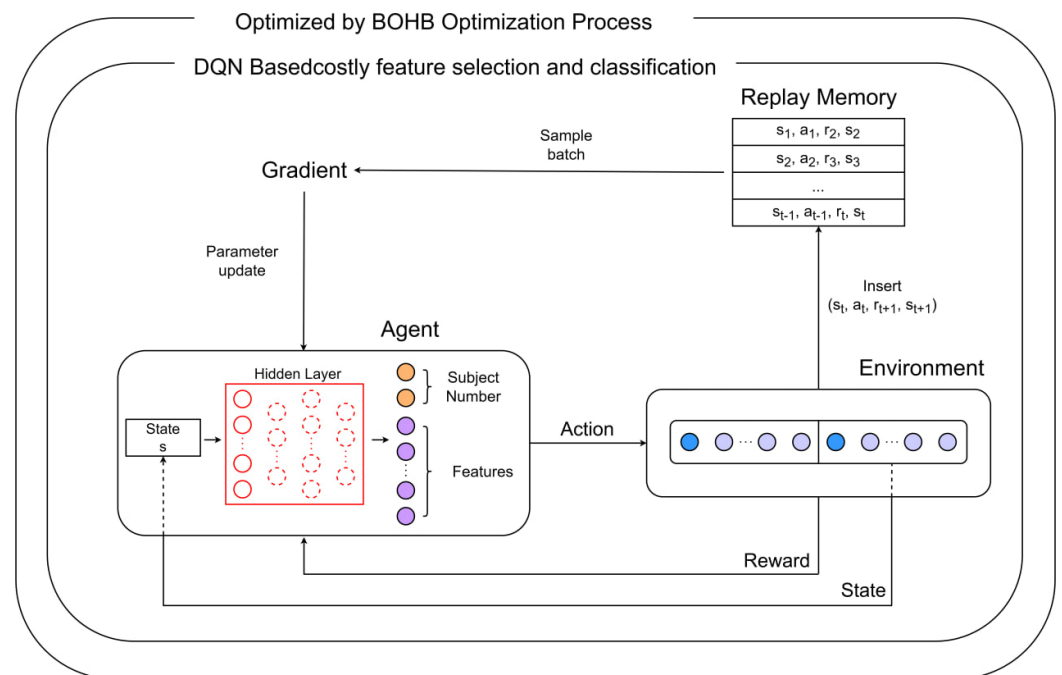 Optimized by BOHB Optimization Process
DQN Basedcostly feature selection and classification
Replay Memory
s1, a1, r2, s2
s2, a2, r3, s3
...
st-1, at-1, rt, st
Sample
batch
Gradient
Parameter
update
Insert
(st, at, rt+1, st+1)
Agent
Environment
Hidden Layer
Subject
Number
State
s
Features
Action
Reward
State